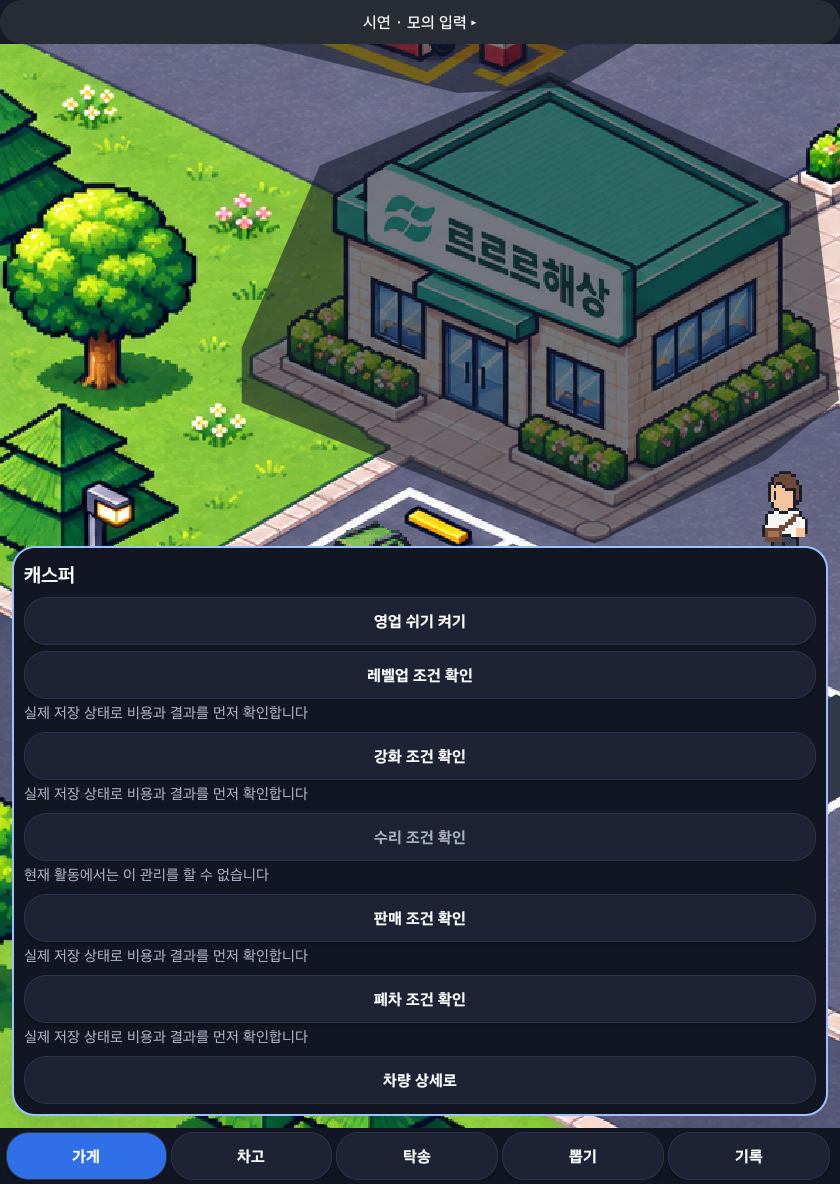 시연 · 모의 입력 ▸
르르르해상
캐스퍼
영업 쉬기 켜기
레벨업 조건 확인
실제 저장 상태로 비용과 결과를 먼저 확인합니다
강화 조건 확인
실제 저장 상태로 비용과 결과를 먼저 확인합니다
수리 조건 확인
현재 활동에서는 이 관리를 할 수 없습니다
판매 조건 확인
실제 저장 상태로 비용과 결과를 먼저 확인합니다
폐차 조건 확인
실제 저장 상태로 비용과 결과를 먼저 확인합니다
차량 상세로
가게 차고 탁송 뽑기 기록